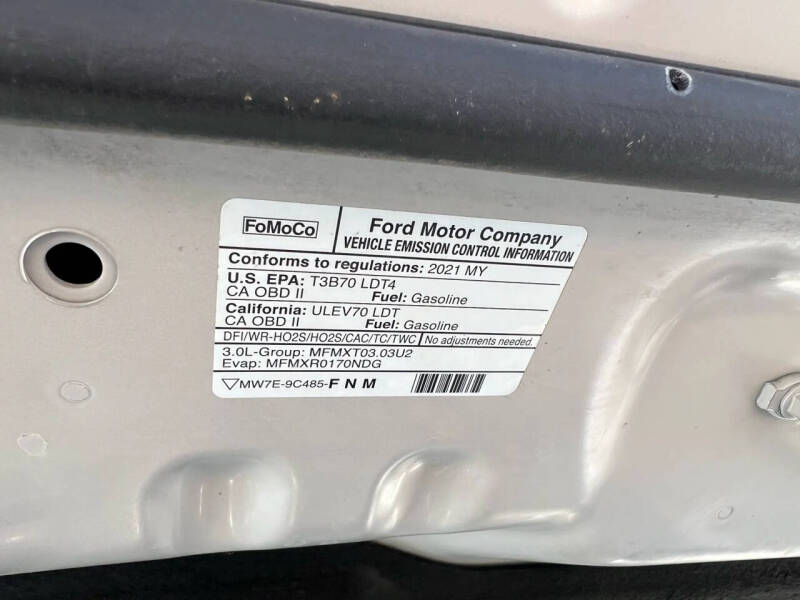 FoMoCo
Ford Motor Company
VEHICLE EMISSION CONTROL INFORMATION
Conforms to regulations: 2021 MY
U.S. EPA: T3B70 LDT4
CA OBD II Fuel: Gasoline
California: ULEV70 LDT
CA OBD II Fuel: Gasoline
DFI/WR-HO2S/HO2S/CAC/TC/TWC No adjustments needed.
3.0L-Group: MFMXT03.03U2
Evap: MFMXR0170NDG
MW7E-9C485-F N M